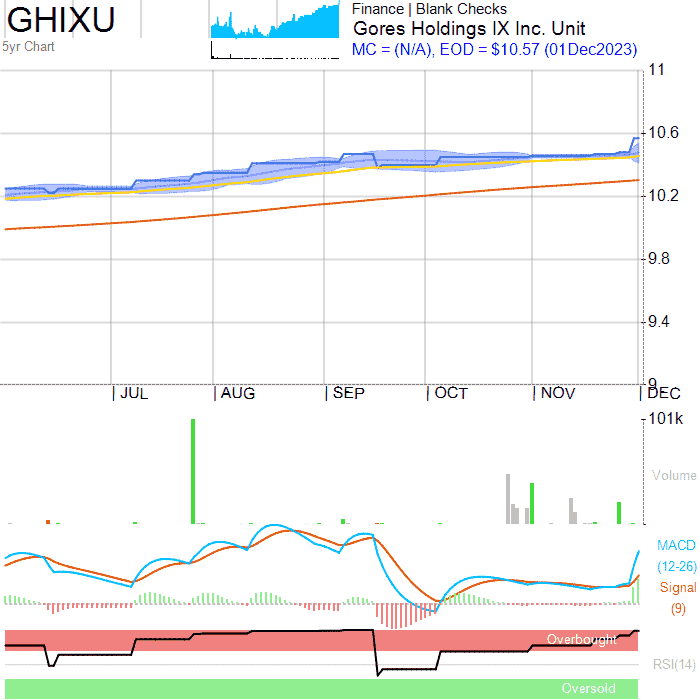 GHIXU
Finance | Blank Checks
Gores Holdings IX Inc. Unit
5yr Chart
MC = (N/A), EOD = $10.57 (01Dec2023)
11
10.6
10.2
9.8
9.4
9
JUL
AUG
SEP
OCT
NOV
DEC
101k
Volume
MACD
(12-26)
Signal
(9)
Overbought
RSI(14)
Oversold